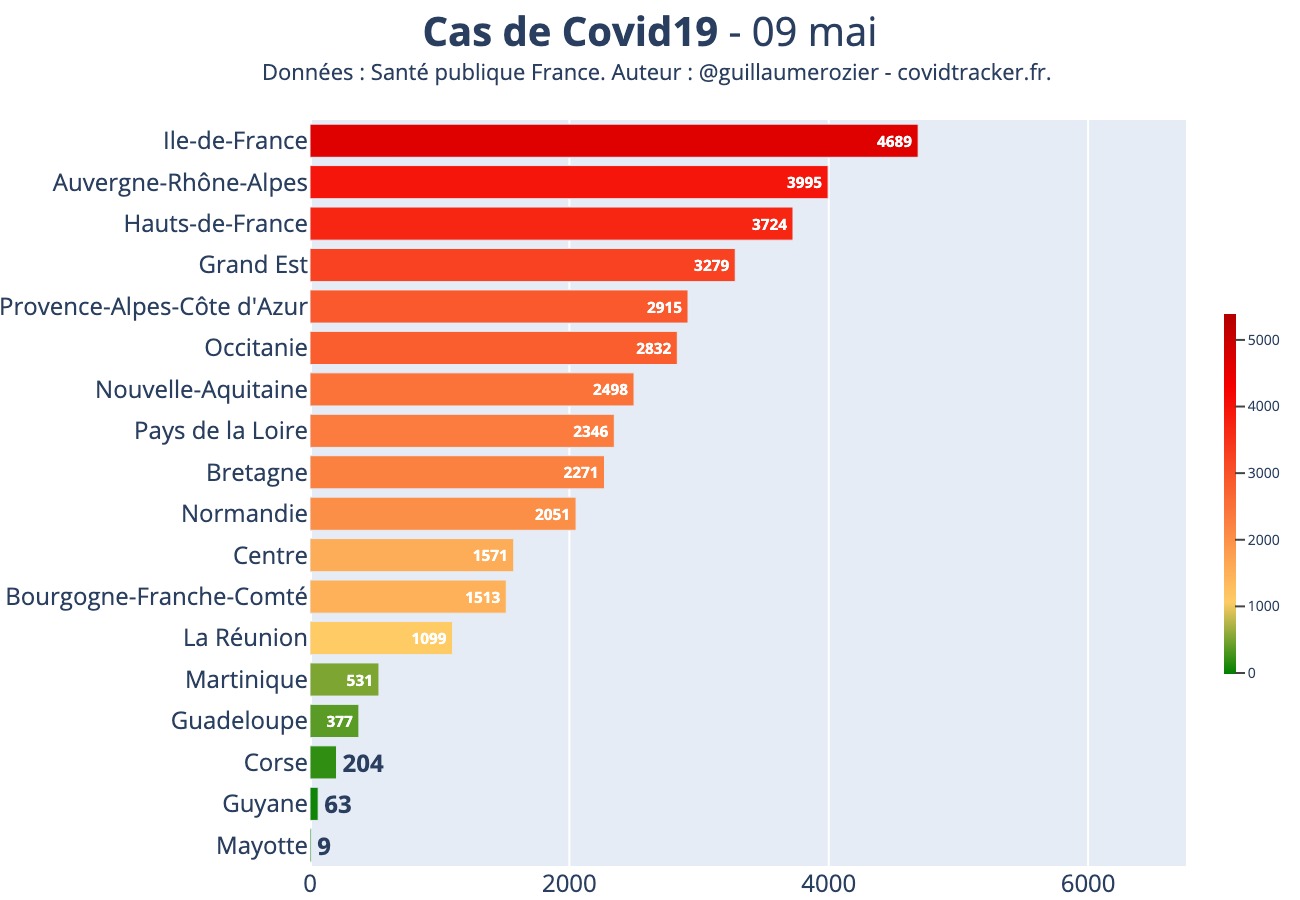 Cas de Covid19 - 09 mai
Données : Santé publique France. Auteur : @guillaumerozier - covidtracker.fr.
Ile-de-France 4689
Auvergne-Rhône-Alpes 3995
Hauts-de-France 3724
Grand Est 3279
Provence-Alpes-Côte d'Azur 2915
Occitanie 2832
Nouvelle-Aquitaine 2498
Pays de la Loire 2346
Bretagne 2271
Normandie 2051
Centre 1571
Bourgogne-Franche-Comté 1513
La Réunion 1099
Martinique 531
Guadeloupe 377
Corse 204
Guyane 63
Mayotte 9
0 2000 4000 6000
5000
4000
3000
2000
1000
0